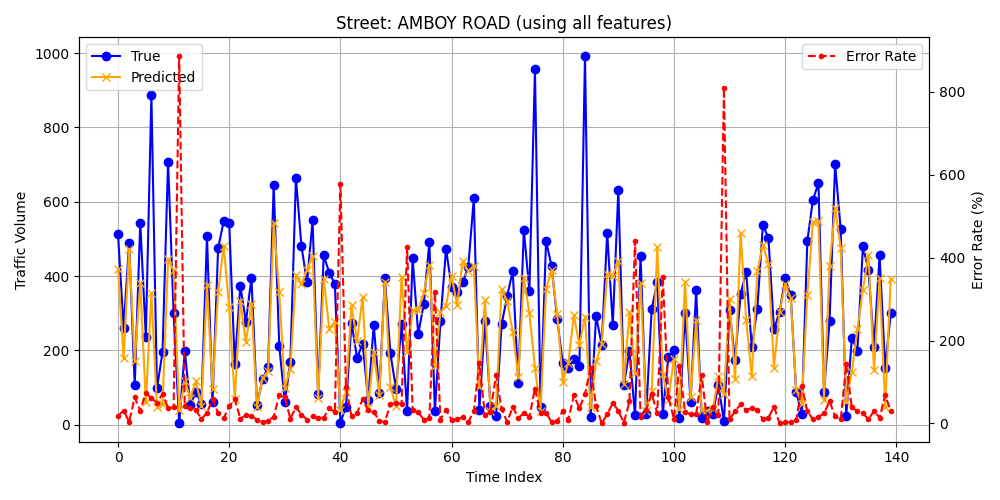 Street: AMBOY ROAD (using all features)
True
Predicted
Error Rate
1000
800
600
400
200
0
Traffic Volume
800
600
400
200
0
Error Rate (%)
0 20 40 60 80 100 120 140
Time Index